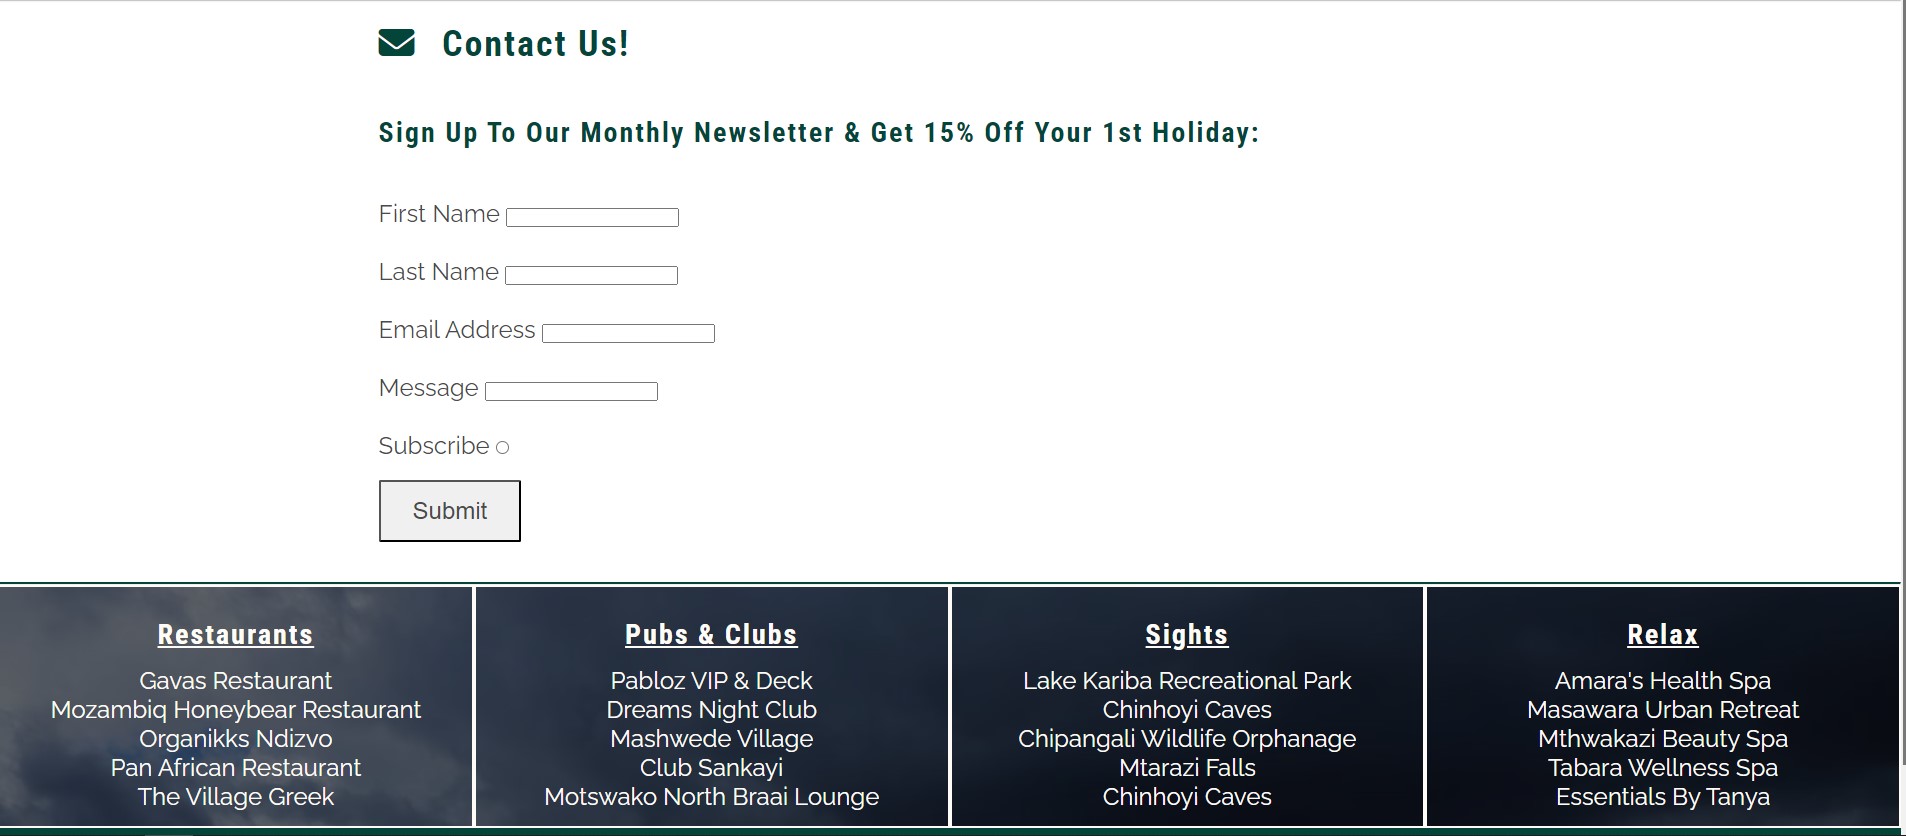 Contact Us!
Sign Up To Our Monthly Newsletter & Get 15% Off Your 1st Holiday:
First Name
Last Name
Email Address
Message
Subscribe
Submit
Restaurants
Gavas Restaurant
Mozambiq Honeybear Restaurant
Organikks Ndizvo
Pan African Restaurant
The Village Greek
Pubs & Clubs
Pabloz VIP & Deck
Dreams Night Club
Mashwede Village
Club Sankayi
Motswako North Braai Lounge
Sights
Lake Kariba Recreational Park
Chinhoyi Caves
Chipangali Wildlife Orphanage
Mtarazi Falls
Chinhoyi Caves
Relax
Amara's Health Spa
Masawara Urban Retreat
Mthwakazi Beauty Spa
Tabara Wellness Spa
Essentials By Tanya